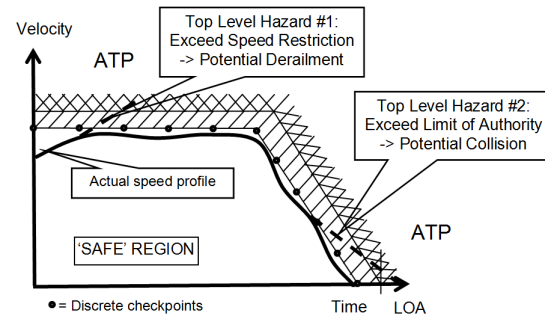 Velocity
ATP
Top Level Hazard #1:
Exceed Speed Restriction
-> Potential Derailment
Top Level Hazard #2:
Exceed Limit of Authority
-> Potential Collision
Actual speed profile
ATP
'SAFE' REGION
= Discrete checkpoints
Time
LOA